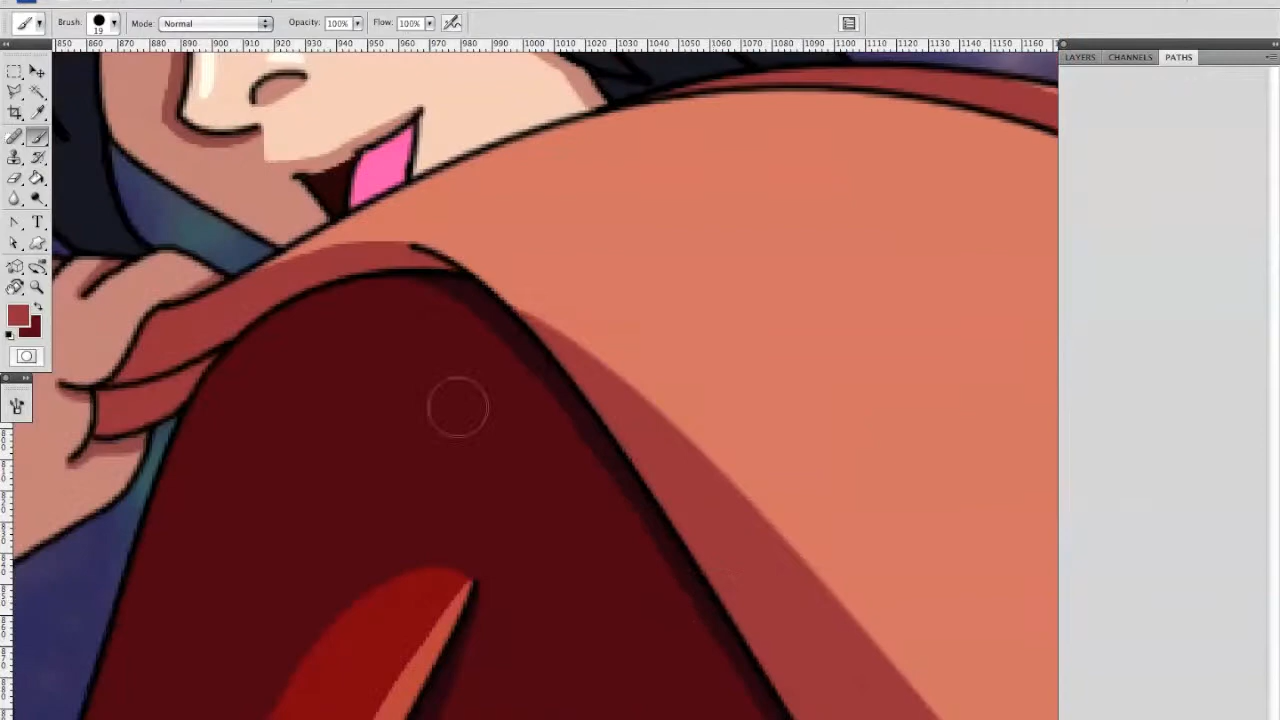 Brush: 19 Mode: Normal Opacity: 100% Flow: 100%
850 860 870 880 890 900 910 920 930 940 950 960 970 980 990 1000 1010 1020 1030 1040 1050 1060 1070 1080 1090 1100 1110 1120 1130 1140 1150 1160
LAYERS CHANNELS PATHS
T